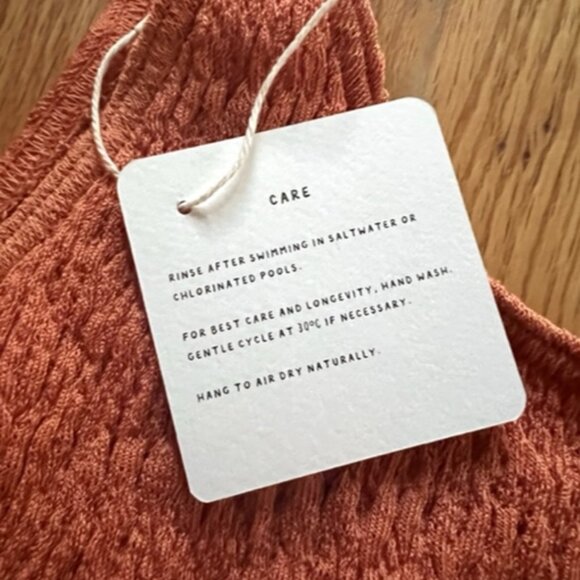 CARE
RINSE AFTER SWIMMING IN SALTWATER OR
CHLORINATED POOLS.
FOR BEST CARE AND LONGEVITY, HAND WASH.
GENTLE CYCLE AT 30ºC IF NECESSARY.
HANG TO AIR DRY NATURALLY.